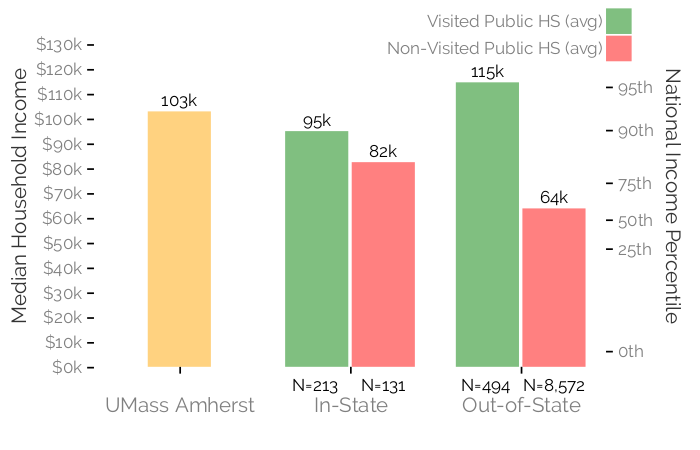 Visited Public HS (avg)
Non-Visited Public HS (avg)
Median Household Income
$130k
$120k
$110k
$100k
$90k
$80k
$70k
$60k
$50k
$40k
$30k
$20k
$10k
$0k
103k
95k
82k
115k
64k
95th
90th
75th
50th
25th
0th
National Income Percentile
N=213 N=131 N=494 N=8,572
UMass Amherst In-State Out-of-State